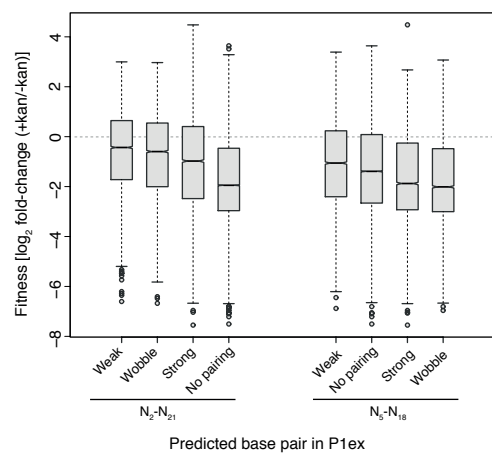 Fitness [log₂ fold-change (+kan/-kan)]
4
2
0
−2
−4
−6
−8
Weak
Wobble
Strong
No pairing
Weak
No pairing
Strong
Wobble
N₂-N₂₁
N₅-N₁₈
Predicted base pair in P1ex